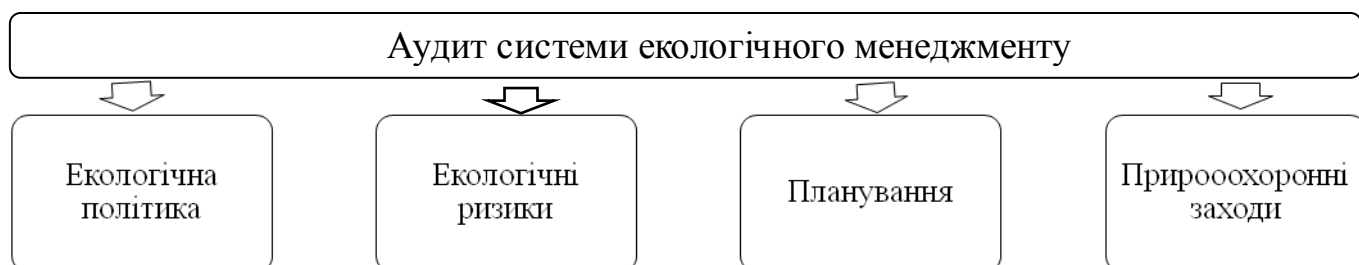 Аудит системи екологічного менеджменту
Екологічна
політика
Екологічні
ризики
Планування
Прирооохоронні
заходи